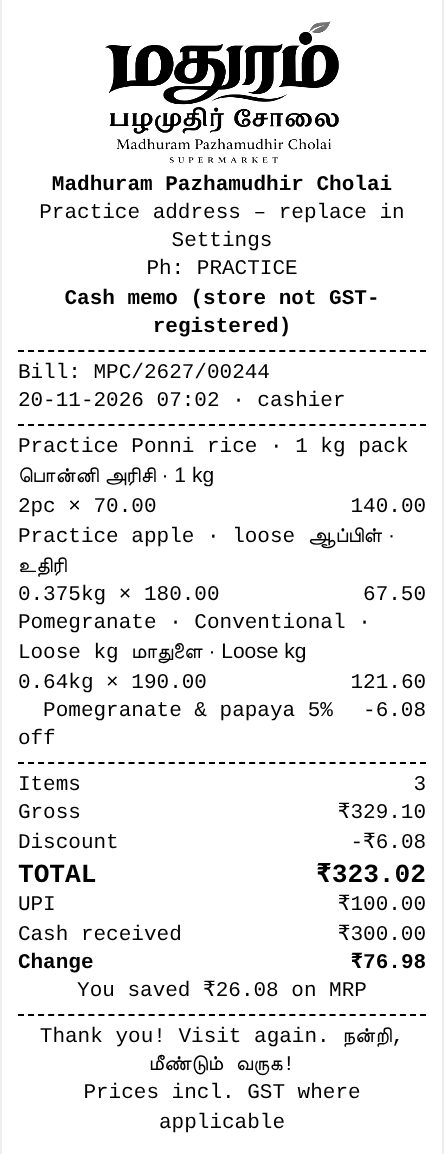 மதுரம்
பழமுதிர் சோலை
Madhuram Pazhamudhir Cholai
SUPERMARKET
Madhuram Pazhamudhir Cholai
Practice address – replace in
Settings
Ph: PRACTICE
Cash memo (store not GST-
registered)
Bill: MPC/2627/00244
20-11-2026 07:02 · cashier
Practice Ponni rice · 1 kg pack
பொன்னி அரிசி · 1 kg
2pc × 70.00 140.00
Practice apple · loose ஆப்பிள் ·
உதிரி
0.375kg × 180.00 67.50
Pomegranate · Conventional ·
Loose kg மாதுளை · Loose kg
0.64kg × 190.00 121.60
Pomegranate & papaya 5% -6.08
off
Items 3
Gross ₹329.10
Discount -₹6.08
TOTAL ₹323.02
UPI ₹100.00
Cash received ₹300.00
Change ₹76.98
You saved ₹26.08 on MRP
Thank you! Visit again. நன்றி,
மீண்டும் வருக!
Prices incl. GST where
applicable